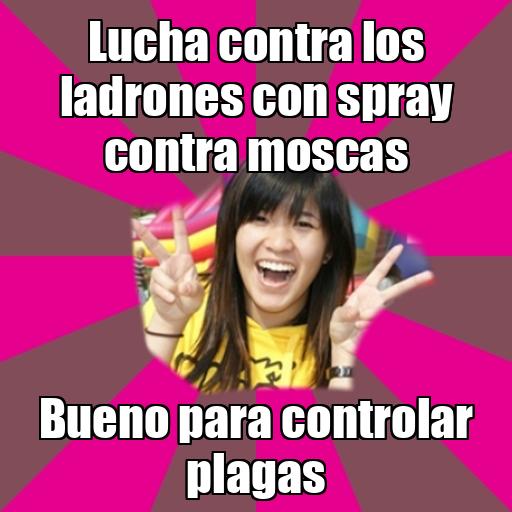 Lucha contra los
ladrones con spray
contra moscas
Bueno para controlar
plagas